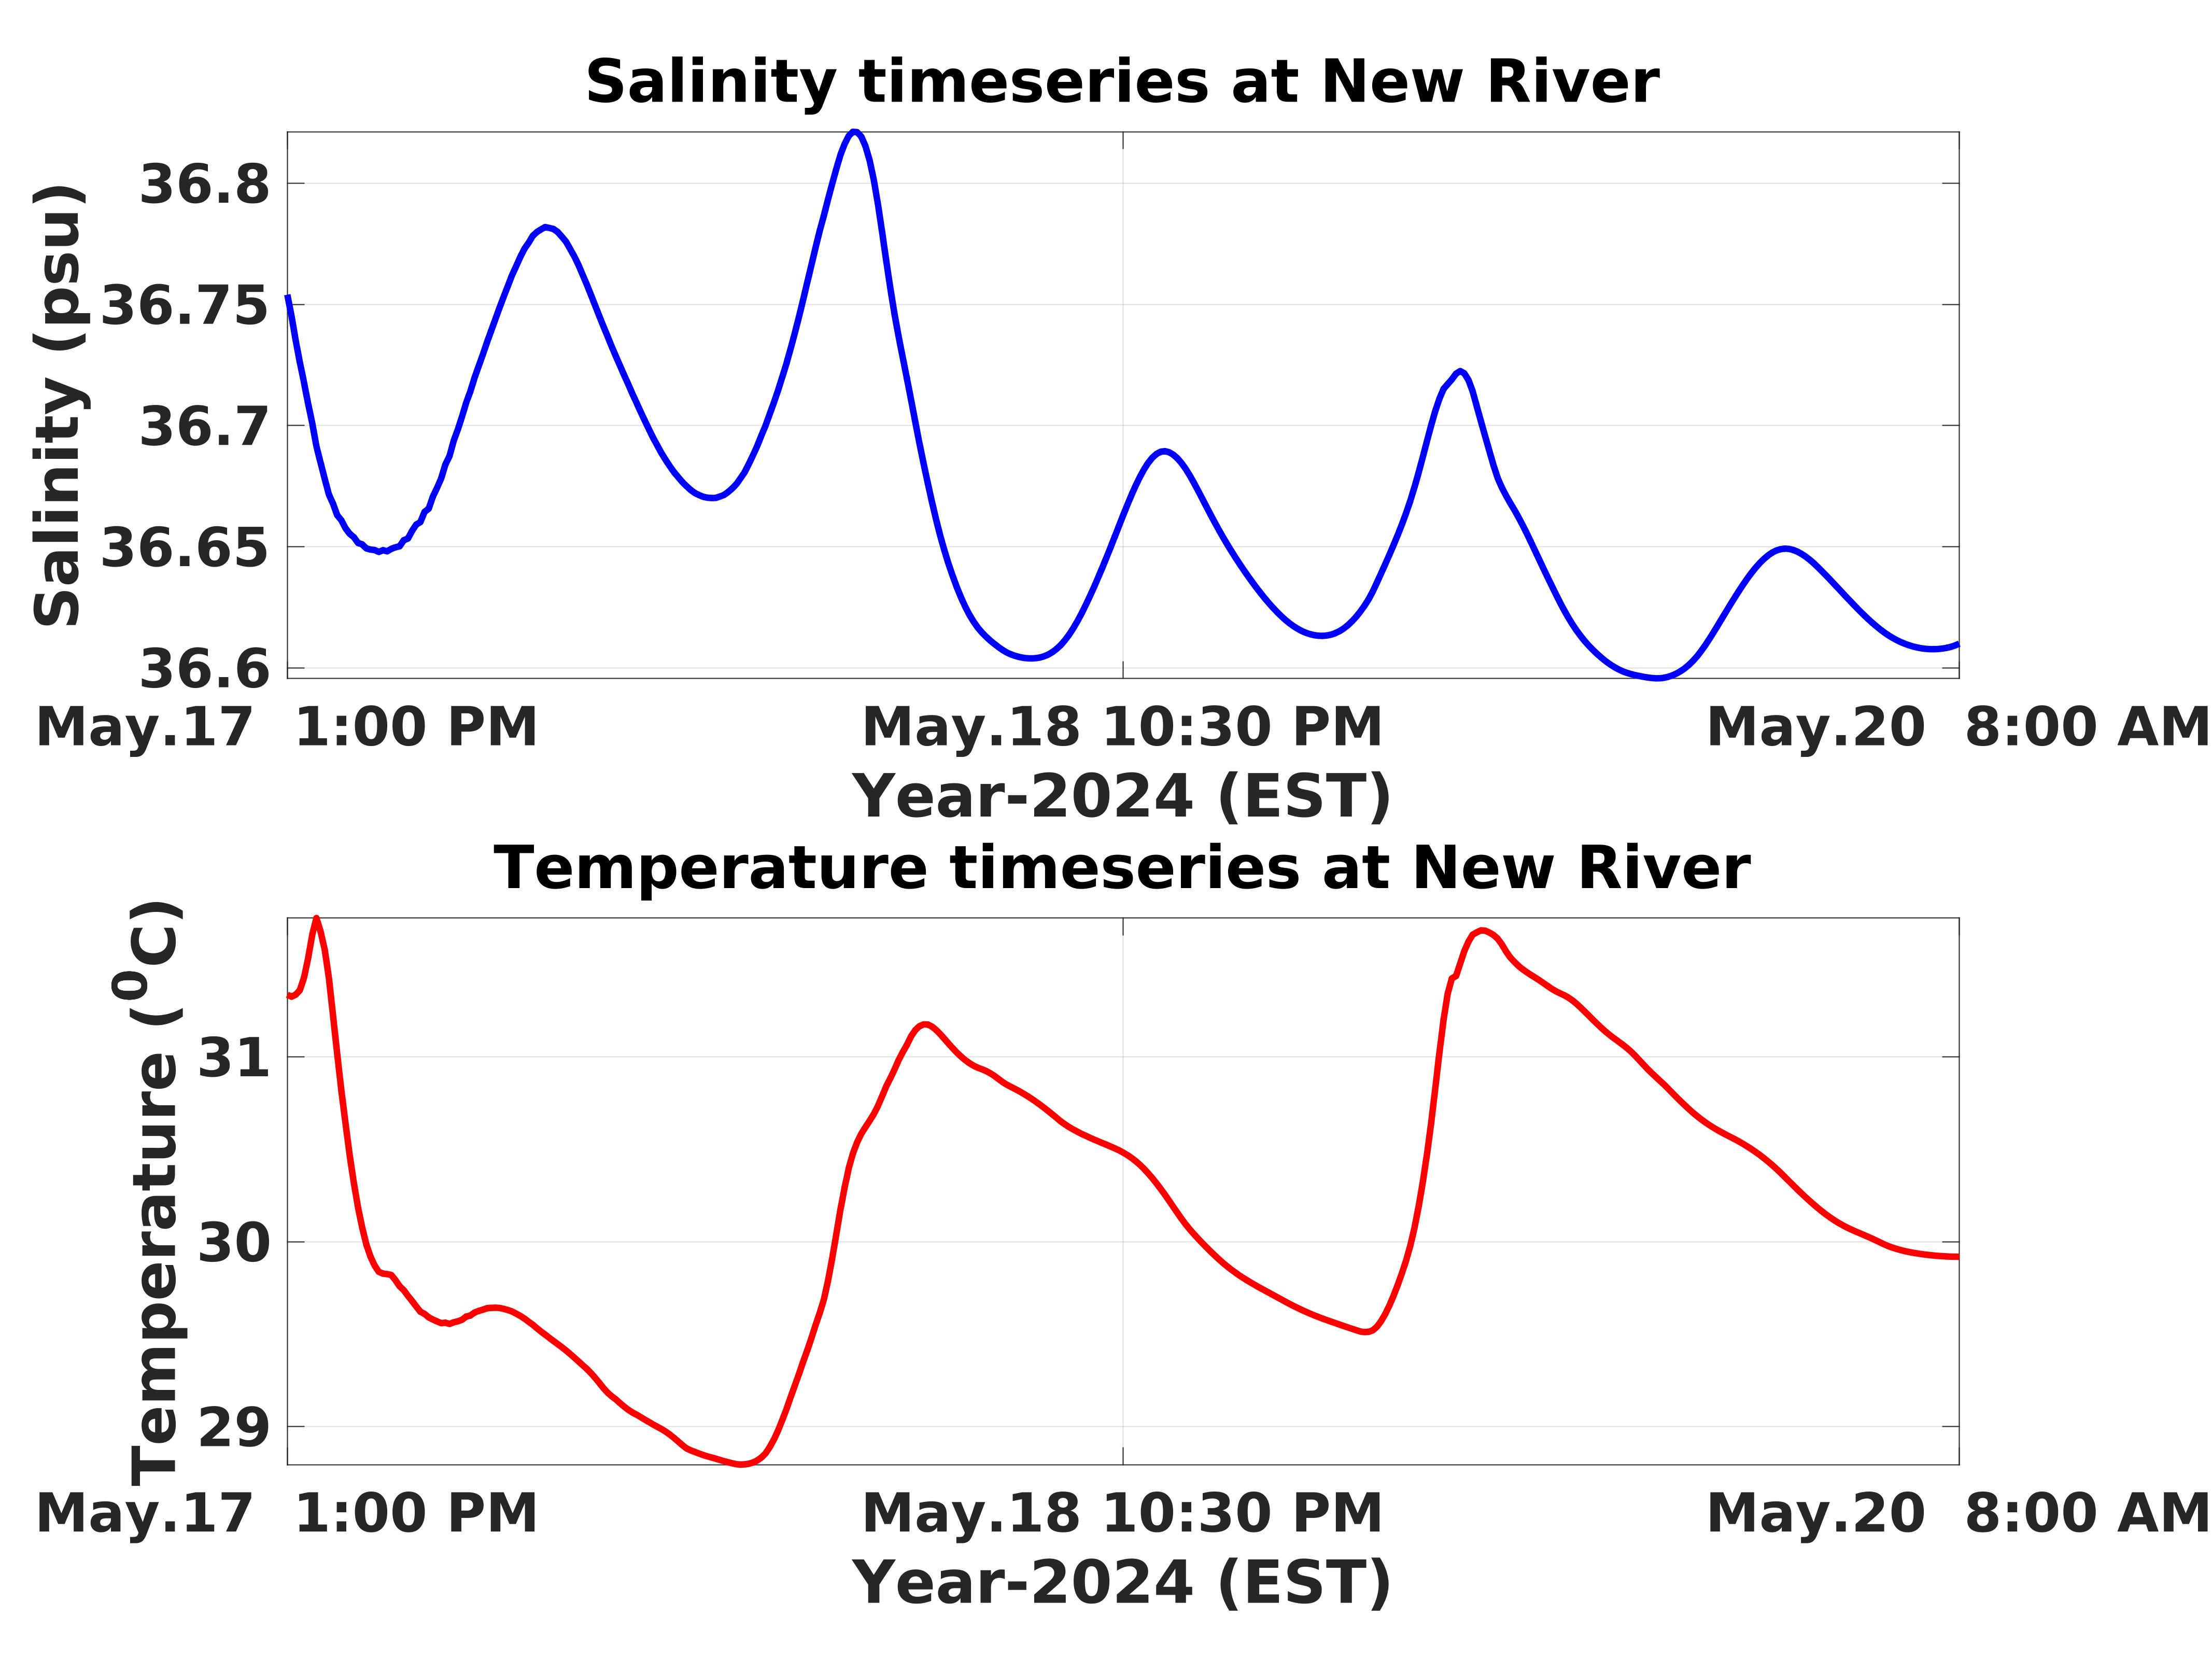 Salinity timeseries at New River
Salinity (psu)
36.8
36.75
36.7
36.65
36.6
May.17  1:00 PM
May.18 10:30 PM
May.20  8:00 AM
Year-2024 (EST)
Temperature timeseries at New River
Temperature (⁰C)
31
30
29
May.17  1:00 PM
May.18 10:30 PM
May.20  8:00 AM
Year-2024 (EST)